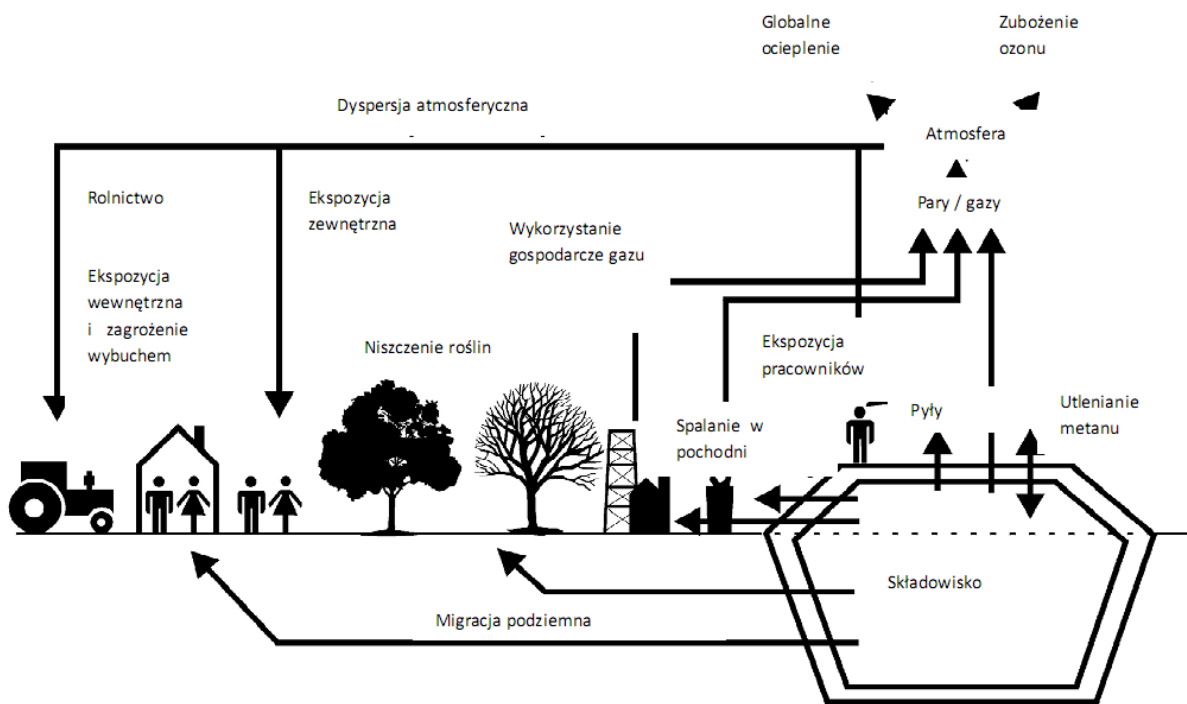 Globalne
ocieplenie
Zubożenie
ozonu
Dyspersja atmosferyczna
Atmosfera
Rolnictwo
Ekspozycja
zewnętrzna
Pary / gazy
Wykorzystanie
gospodarcze gazu
Ekspozycja
wewnętrzna
i zagrożenie
wybuchem
Niszczenie roślin
Ekspozycja
pracowników
Spalanie w
pochodni
Pyły
Utlenianie
metanu
Składowisko
Migracja podziemna